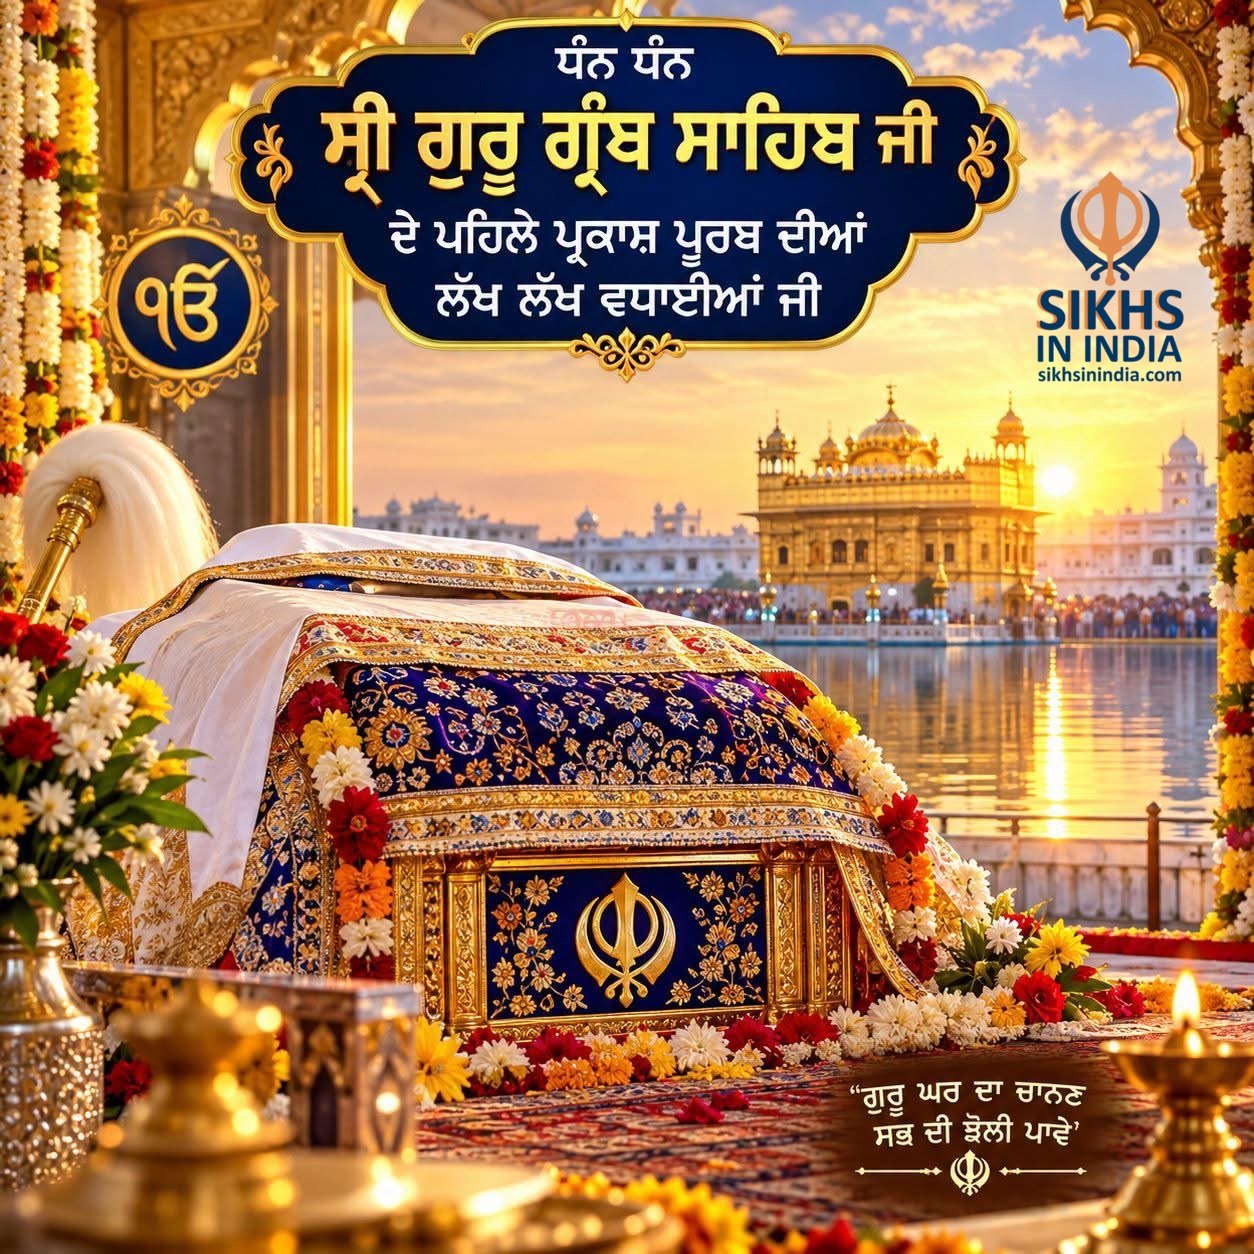 ਧੰਨ ਧੰਨ
ਸ੍ਰੀ ਗੁਰੂ ਗ੍ਰੰਥ ਸਾਹਿਬ ਜੀ
ਦੇ ਪਹਿਲੇ ਪ੍ਰਕਾਸ਼ ਪੂਰਬ ਦੀਆਂ
ਲੱਖ ਲੱਖ ਵਧਾਈਆਂ ਜੀ
ੴ
SIKHS
IN INDIA
sikhsinindia.com
“ਗੁਰੂ ਘਰ ਦਾ ਚਾਨਣ
ਸਭ ਦੀ ਝੋਲੀ ਪਾਵੇ’